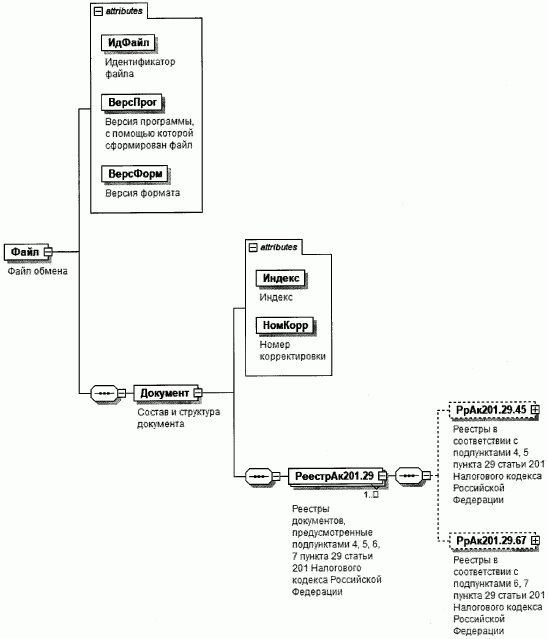 attributes
ИдФайл
Идентификатор
файла
ВерсПрог
Версия программы,
с помощью которой
сформирован файл
ВерсФорм
Версия формата
Файл
Файл обмена
attributes
Индекс
Индекс
НомКорр
Номер
корректировки
Документ
Состав и структура
документа
РеестрАк201.29
1..
Реестры
документов,
предусмотренные
подпунктами 4, 5, 6,
7 пункта 29 статьи
201 Налогового
кодекса Российской
Федерации
РрАк201.29.45
Реестры в
соответствии с
подпунктами 4, 5
пункта 29 статьи 201
Налогового кодекса
Российской
Федерации
РрАк201.29.67
Реестры в
соответствии с
подпунктами 6, 7
пункта 29 статьи 201
Налогового кодекса
Российской
Федерации